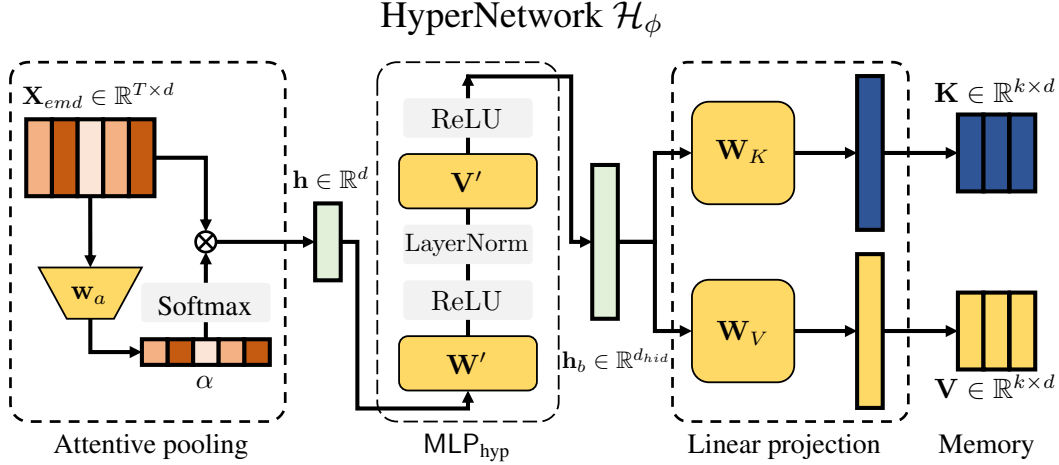 HyperNetwork $\mathcal{H}_\phi$
$\mathbf{X}_{emd} \in \mathbb{R}^{T \times d}$
$\mathbf{w}_a$
Softmax
$\alpha$
Attentive pooling
$\mathbf{h} \in \mathbb{R}^d$
ReLU
$\mathbf{V}'$
LayerNorm
ReLU
$\mathbf{W}'$
$\text{MLP}_{\text{hyp}}$
$\mathbf{h}_b \in \mathbb{R}^{d_{hid}}$
$\mathbf{W}_K$
$\mathbf{W}_V$
Linear projection
$\mathbf{K} \in \mathbb{R}^{k \times d}$
$\mathbf{V} \in \mathbb{R}^{k \times d}$
Memory